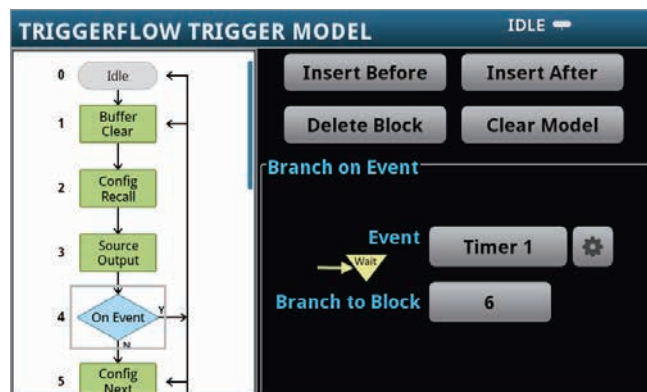 TRIGGERFLOW TRIGGER MODEL
IDLE
0
Idle
1
Buffer
Clear
2
Config
Recall
3
Source
Output
4
On Event
Y
N
5
Config
Next
Insert Before
Insert After
Delete Block
Clear Model
Branch on Event
Event
Timer 1
Wait
Branch to Block
6